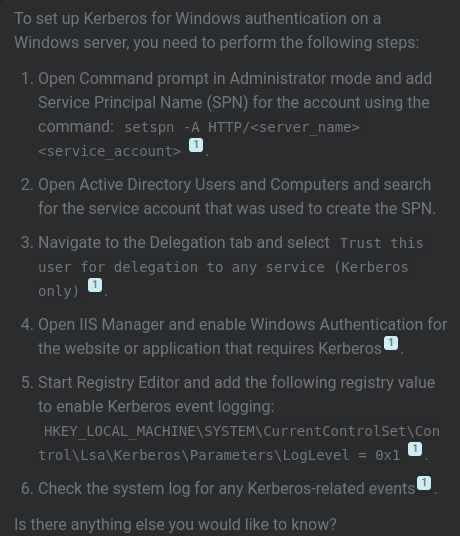 To set up Kerberos for Windows authentication on a
Windows server, you need to perform the following steps:
1. Open Command prompt in Administrator mode and add
Service Principal Name (SPN) for the account using the
command: setspn -A HTTP/<server_name>
<service_account> 1 .
2. Open Active Directory Users and Computers and search
for the service account that was used to create the SPN.
3. Navigate to the Delegation tab and select Trust this
user for delegation to any service (Kerberos
only) 1 .
4. Open IIS Manager and enable Windows Authentication for
the website or application that requires Kerberos 1 .
5. Start Registry Editor and add the following registry value
to enable Kerberos event logging:
HKEY_LOCAL_MACHINE\SYSTEM\CurrentControlSet\Con
trol\Lsa\Kerberos\Parameters\LogLevel = 0x1 1 .
6. Check the system log for any Kerberos-related events 1 .
Is there anything else you would like to know?